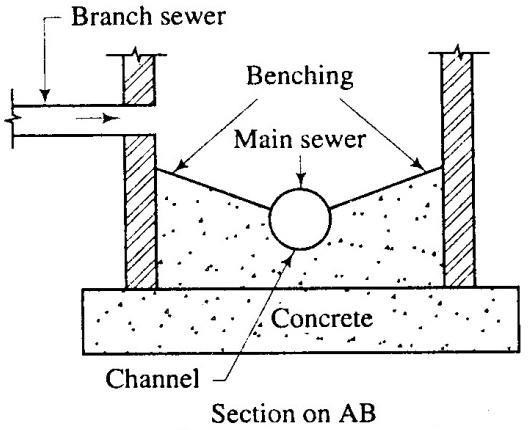 Branch sewer
Benching
Main sewer
Concrete
Channel
Section on AB